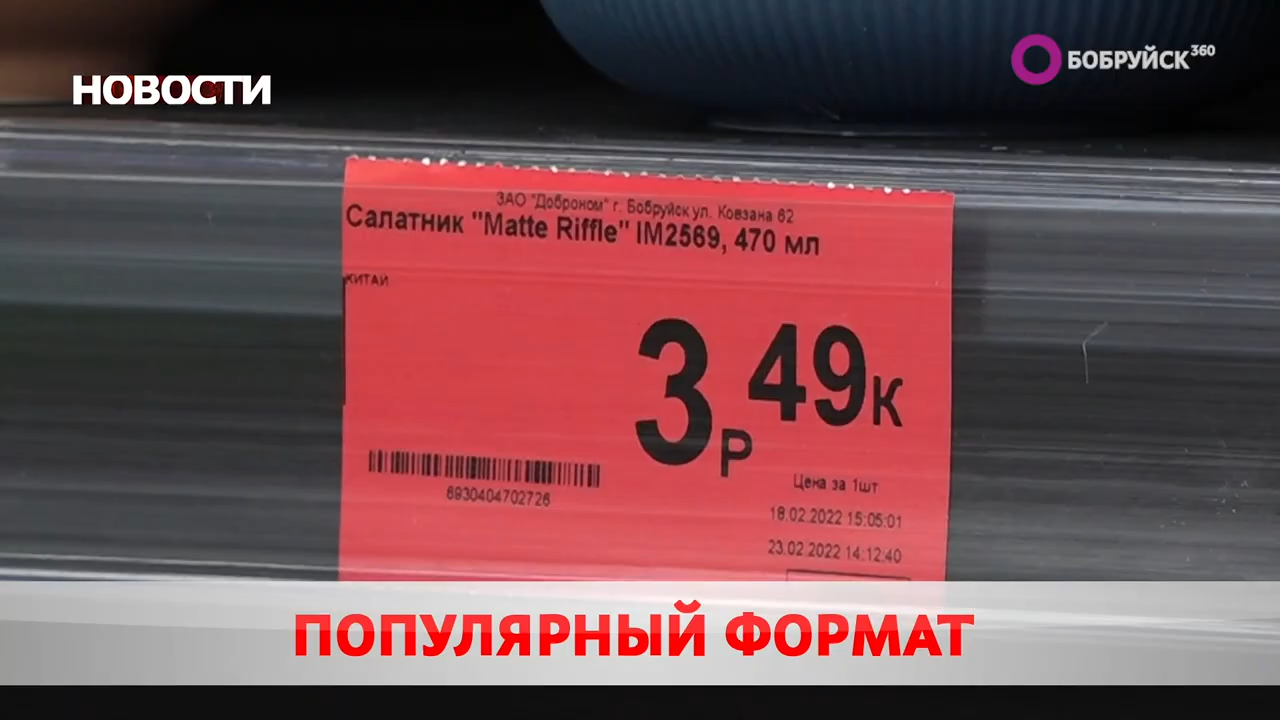 НОВОСТИ
БОБРУЙСК360
ЗАО "Доброном" г. Бобруйск ул. Ковзана 62
Салатник "Matte Riffle" IM2569, 470 мл
КИТАЙ
3р 49к
6930404702726
Цена за 1шт
18.02.2022 15:05:01
23.02.2022 14:12:40
ПОПУЛЯРНЫЙ ФОРМАТ